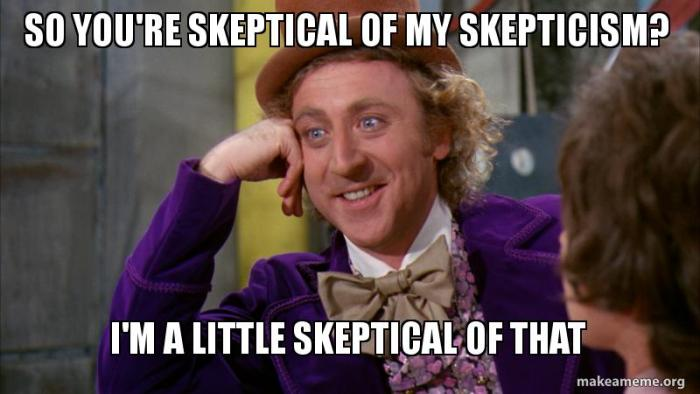 SO YOU'RE SKEPTICAL OF MY SKEPTICISM?
I'M A LITTLE SKEPTICAL OF THAT
makeameme.org